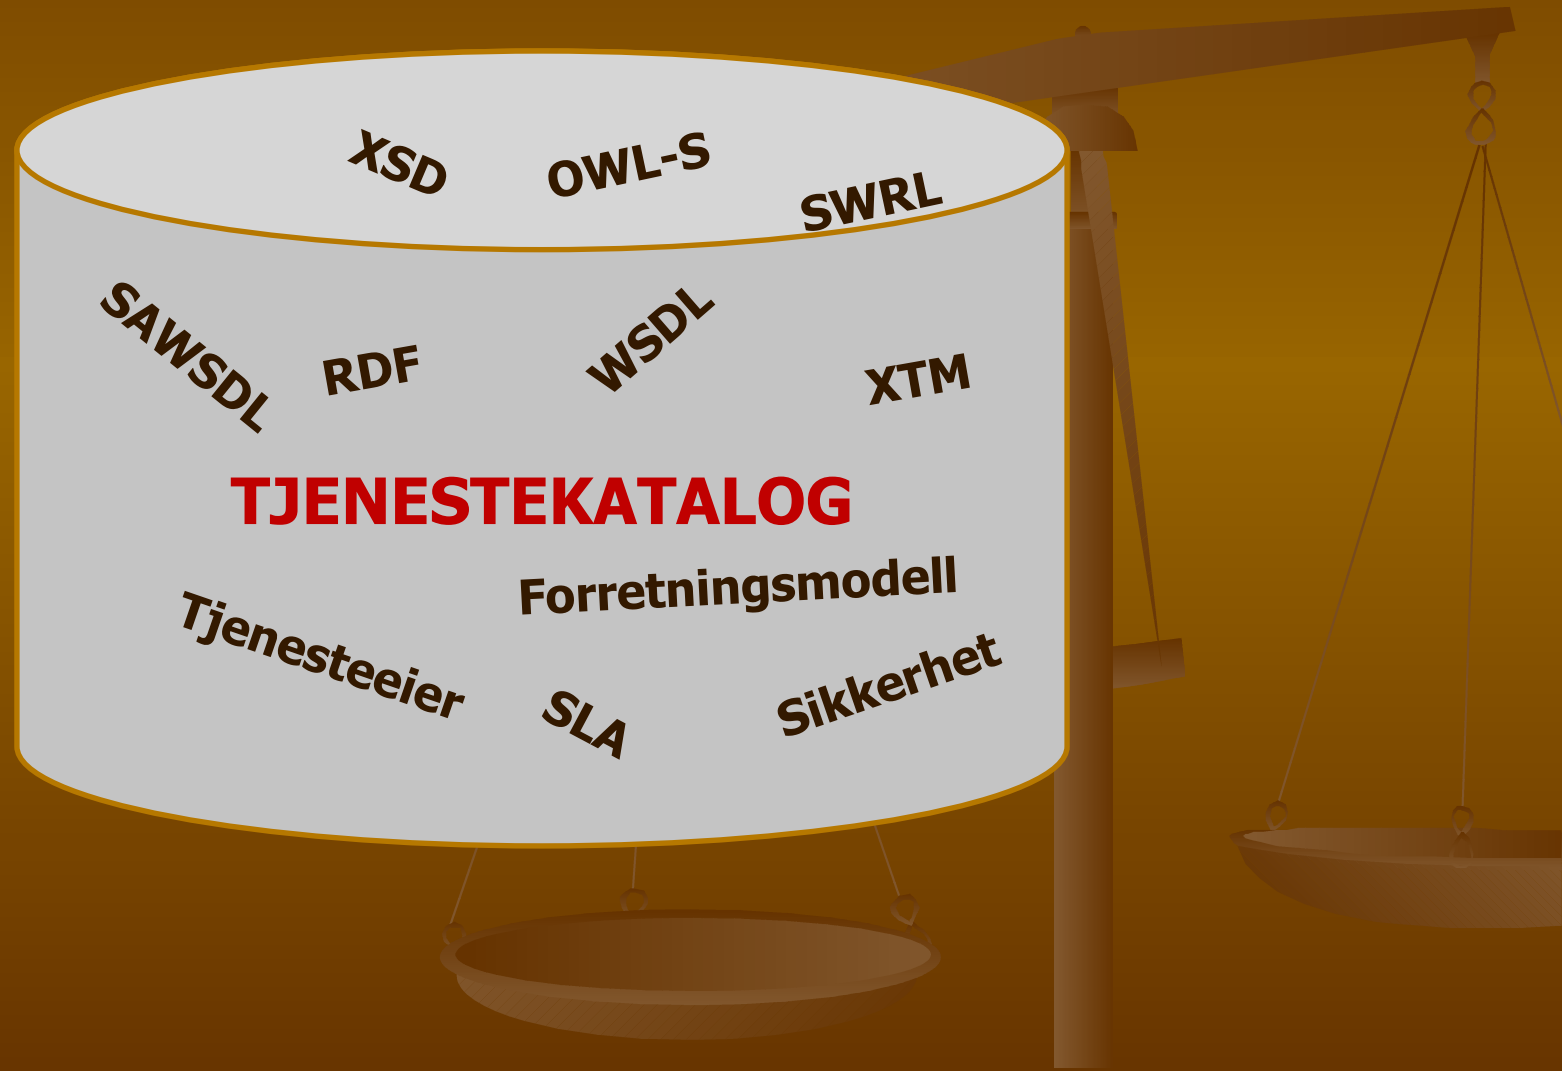 XSD
OWL-S
SWRL
SAWSDL
RDF
WSDL
XTM
TJENESTEKATALOG
Forretningsmodell
Tjenesteeier
SLA
Sikkerhet